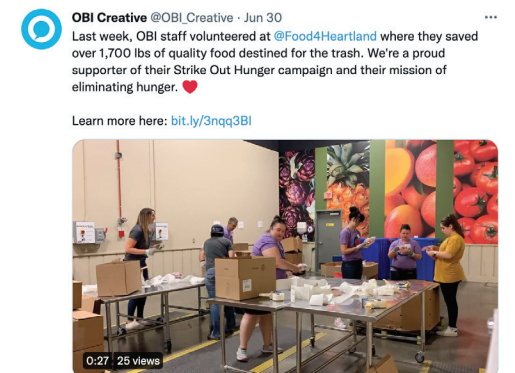 OBI Creative @OBI_Creative · Jun 30
Last week, OBI staff volunteered at @Food4Heartland where they saved
over 1,700 lbs of quality food destined for the trash. We're a proud
supporter of their Strike Out Hunger campaign and their mission of
eliminating hunger. ❤️
Learn more here: bit.ly/3nqq3BI
0:27 25 views